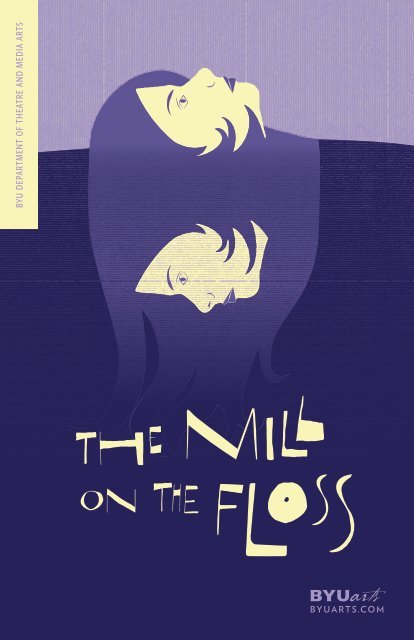 BYU DEPARTMENT OF THEATRE AND MEDIA ARTS
THE MILL
ON THE FLOSS
BYUarts
BYUARTS.COM